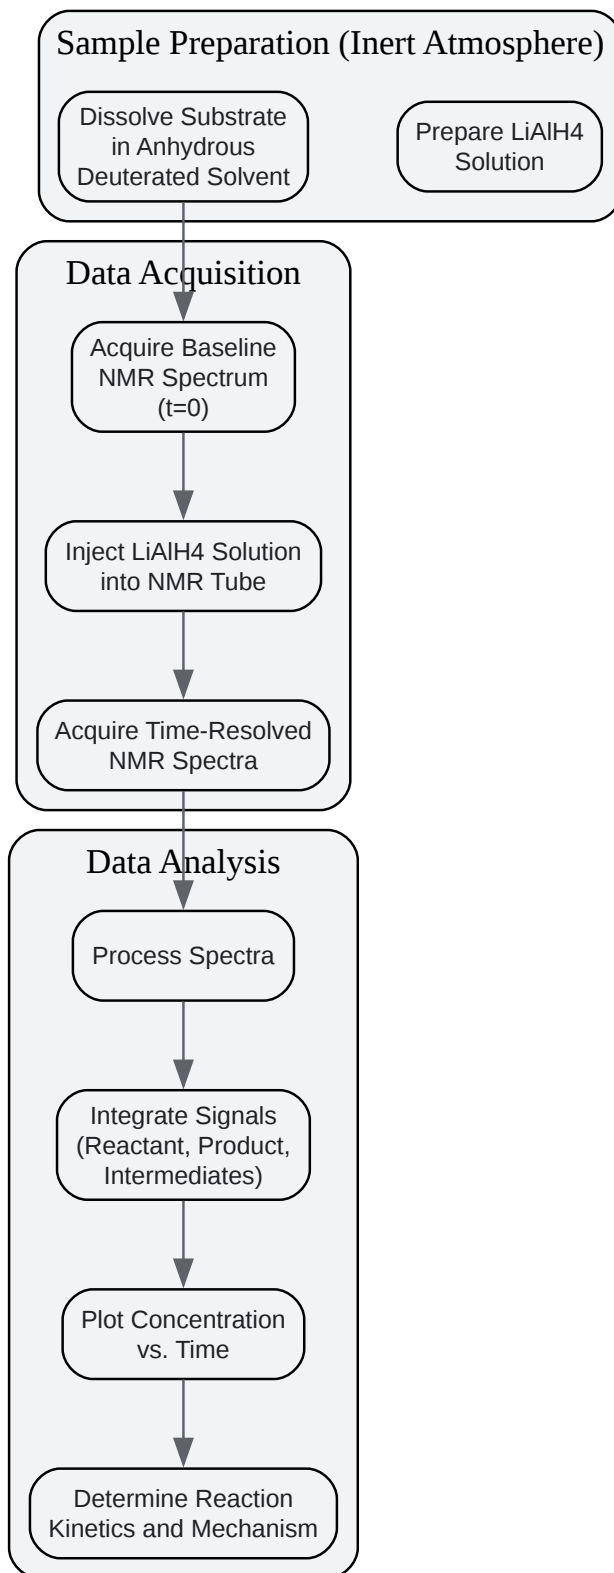 Sample Preparation (Inert Atmosphere)
Dissolve Substrate
in Anhydrous
Deuterated Solvent
Prepare LiAlH4
Solution
Data Acquisition
Acquire Baseline
NMR Spectrum
(t=0)
Inject LiAlH4 Solution
into NMR Tube
Acquire Time-Resolved
NMR Spectra
Data Analysis
Process Spectra
Integrate Signals
(Reactant, Product,
Intermediates)
Plot Concentration
vs. Time
Determine Reaction
Kinetics and Mechanism